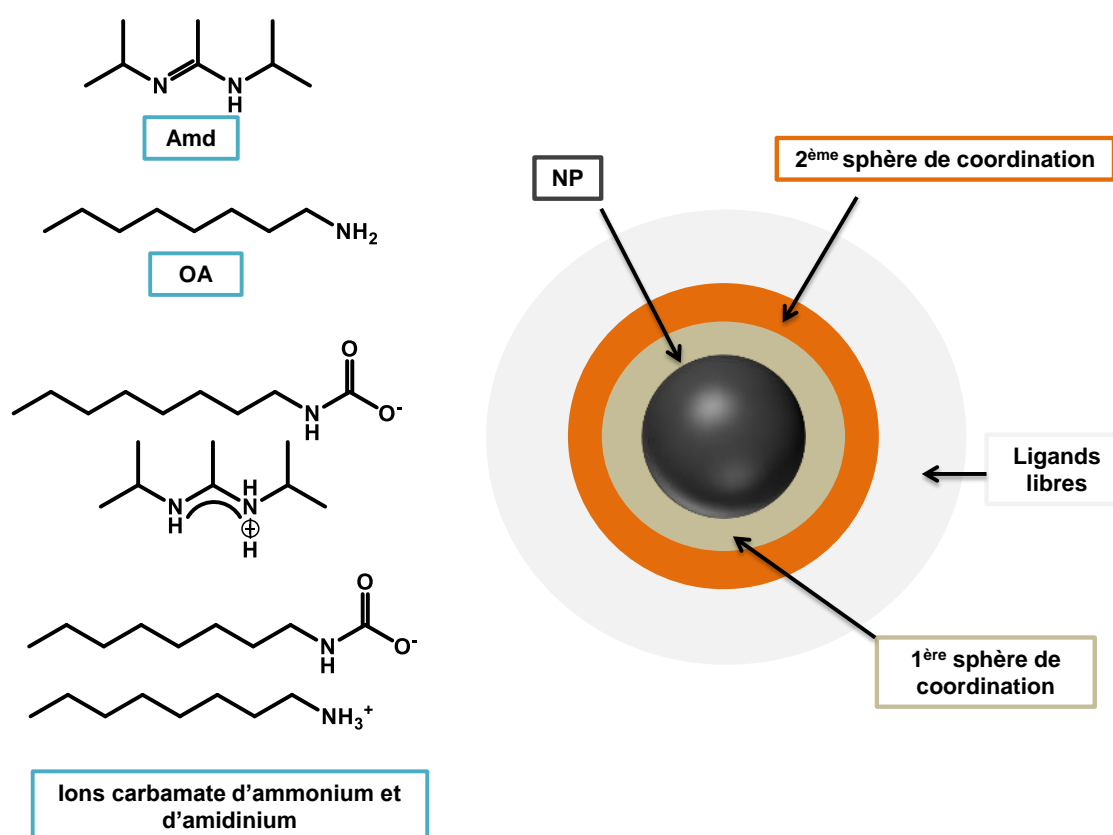 N
N
H
Amd
NH2
OA
O
N
H
O-
H
N
H
N
+
H
O
N
H
O-
NH3+
Ions carbamate d’ammonium et
d’amidinium
NP
2ème sphère de coordination
Ligands
libres
1ère sphère de
coordination